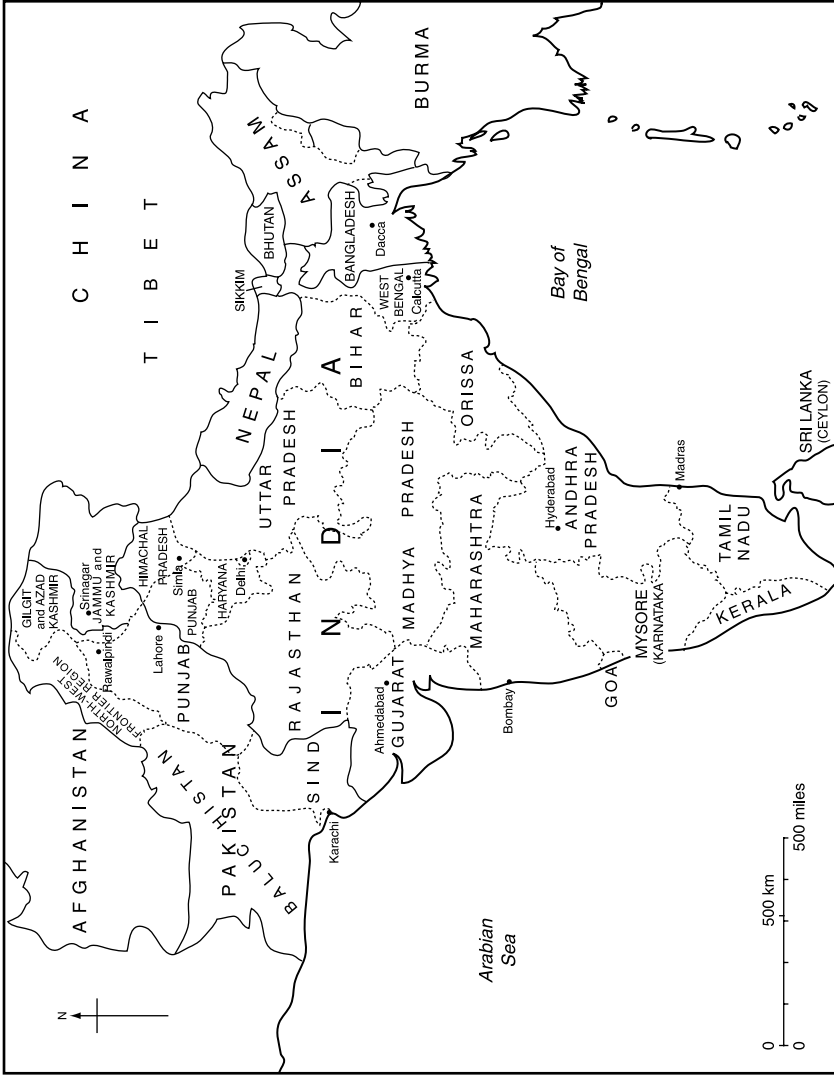 N
AFGHANISTAN
CHINA
TIBET
GILGIT
and AZAD
KASHMIR
Srinagar
JAMMU and
KASHMIR
NORTH-WEST
FRONTIER REGION
Rawalpindi
Lahore
PUNJAB
HIMACHAL
PRADESH
Simla
PUNJAB
HARYANA
Delhi
PAKISTAN
BALUCHISTAN
SIND
Karachi
NEPAL
SIKKIM
BHUTAN
ASSAM
BURMA
BANGLADESH
Dacca
WEST
BENGAL
Calcutta
INDIA
RAJASTHAN
UTTAR
PRADESH
BIHAR
Ahmedabad
GUJARAT
MADHYA PRADESH
ORISSA
MAHARASHTRA
Bombay
Hyderabad
ANDHRA
PRADESH
GOA
MYSORE
(KARNATAKA)
Madras
TAMIL
NADU
KERALA
SRI LANKA
(CEYLON)
Arabian
Sea
Bay of
Bengal
0 500 km
0 500 miles